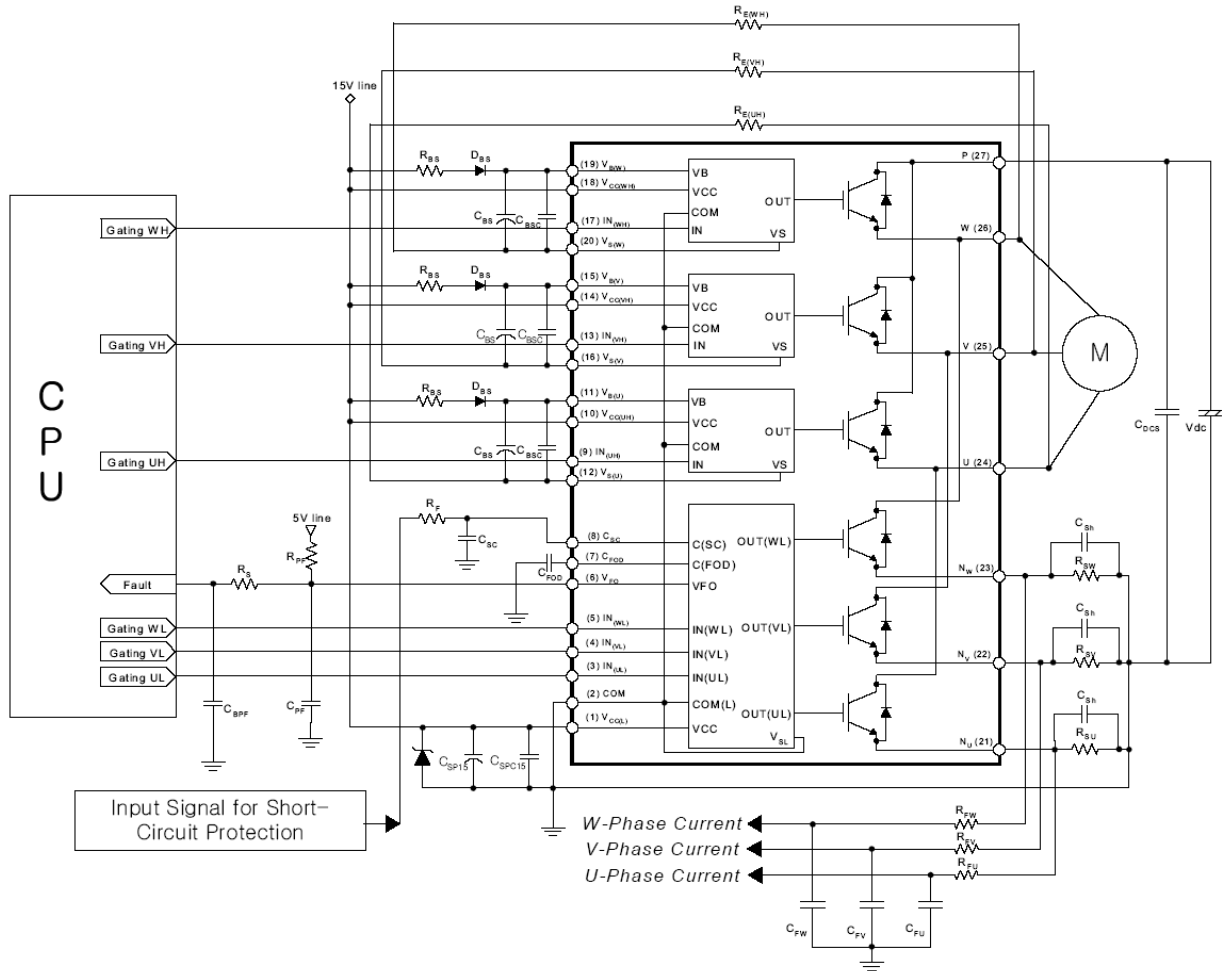 R_E(WH)
R_E(VH)
R_E(UH)
15V line
R_BS
D_BS
C_BS
C_BSC
(19) V_B(W)
(18) V_CC(WH)
(17) IN_(WH)
(20) V_S(W)
VB
VCC
COM
IN
OUT
VS
P (27)
W (26)
Gating WH
R_BS
D_BS
C_BS
C_BSC
(15) V_B(V)
(14) V_CC(VH)
(13) IN_(VH)
(16) V_S(V)
VB
VCC
COM
IN
OUT
VS
V (25)
M
Gating VH
CPU
R_BS
D_BS
C_BS
C_BSC
(11) V_B(U)
(10) V_CC(UH)
(9) IN_(UH)
(12) V_S(U)
VB
VCC
COM
IN
OUT
VS
U (24)
C_DCS
Vdc
Gating UH
R_F
C_SC
5V line
R_PF
R_S
C_FOD
Fault
Gating WL
Gating VL
Gating UL
C_BPF
C_PF
(8) C_SC
(7) C_FOD
(6) V_FO
(5) IN_(WL)
(4) IN_(VL)
(3) IN_(UL)
(2) COM
(1) V_CC(L)
C(SC)
C(FOD)
VFO
IN(WL)
IN(VL)
IN(UL)
COM(L)
VCC
OUT(WL)
OUT(VL)
OUT(UL)
V_SL
N_W (23)
N_V (22)
N_U (21)
C_Sh
R_SW
C_Sh
R_SV
C_Sh
R_SU
C_SP15
C_SPC15
Input Signal for Short-
Circuit Protection
W-Phase Current
V-Phase Current
U-Phase Current
R_FW
R_FV
R_FU
C_FW
C_FV
C_FU